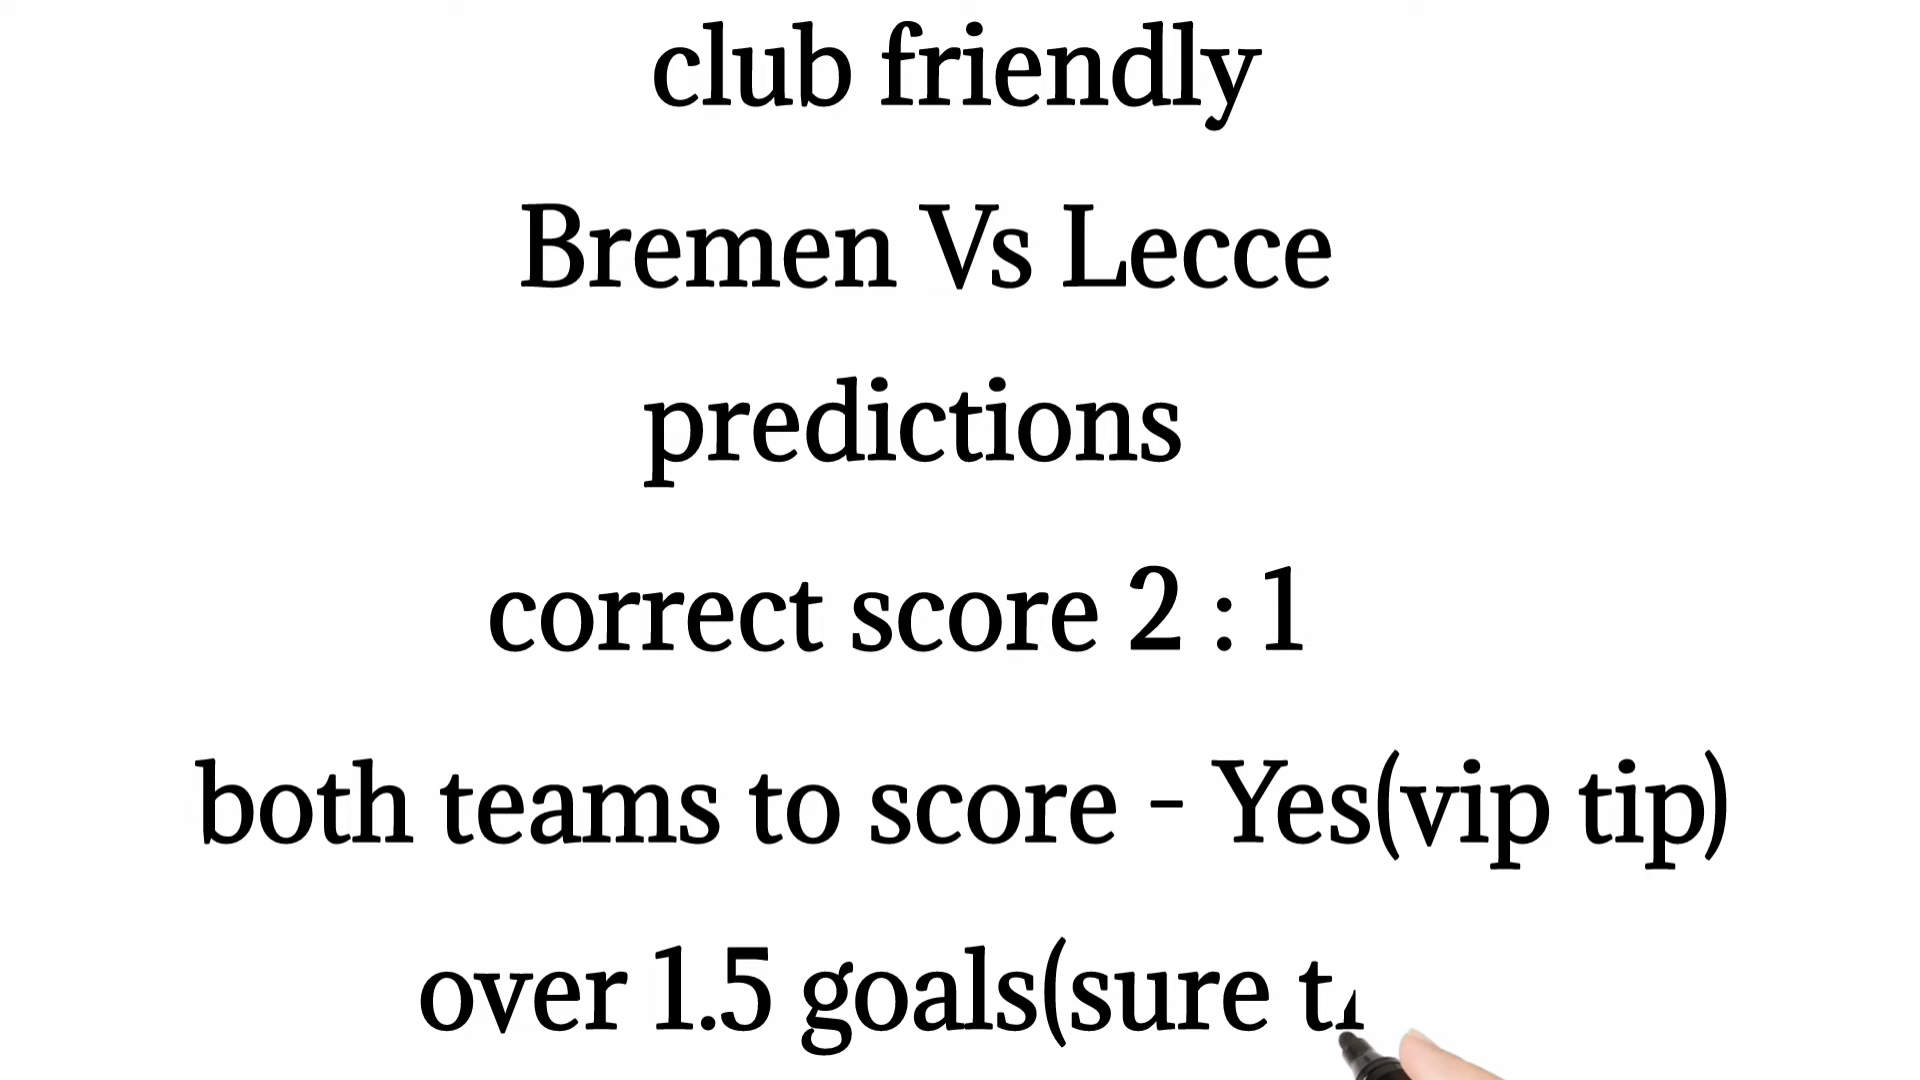 club friendly
Bremen Vs Lecce
predictions
correct score 2 : 1
both teams to score - Yes(vip tip)
over 1.5 goals(sure